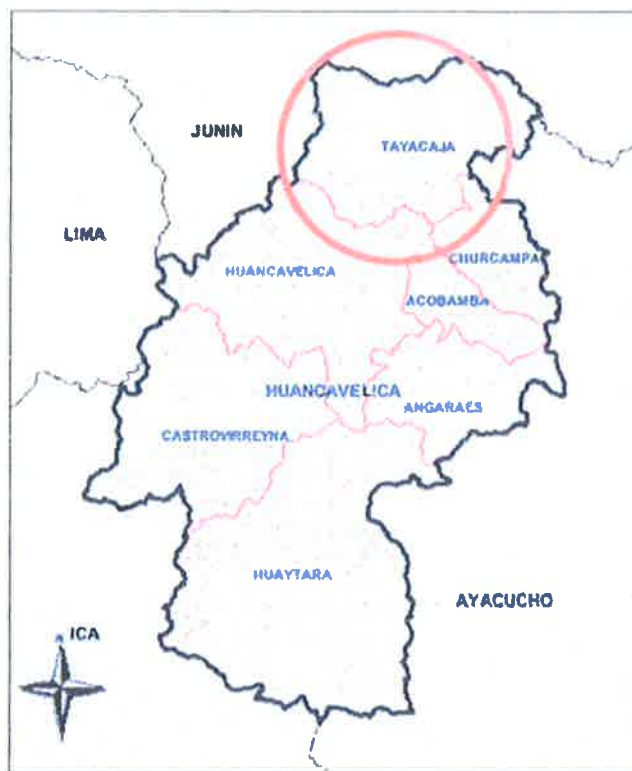 JUNIN
TAYACAJA
LIMA
CHURCAMPA
HUANCAVELICA
ACOBAMBA
HUANCAVELICA
ANGARAES
CASTROVIRREYNA
HUAYTARA
AYACUCHO
ICA